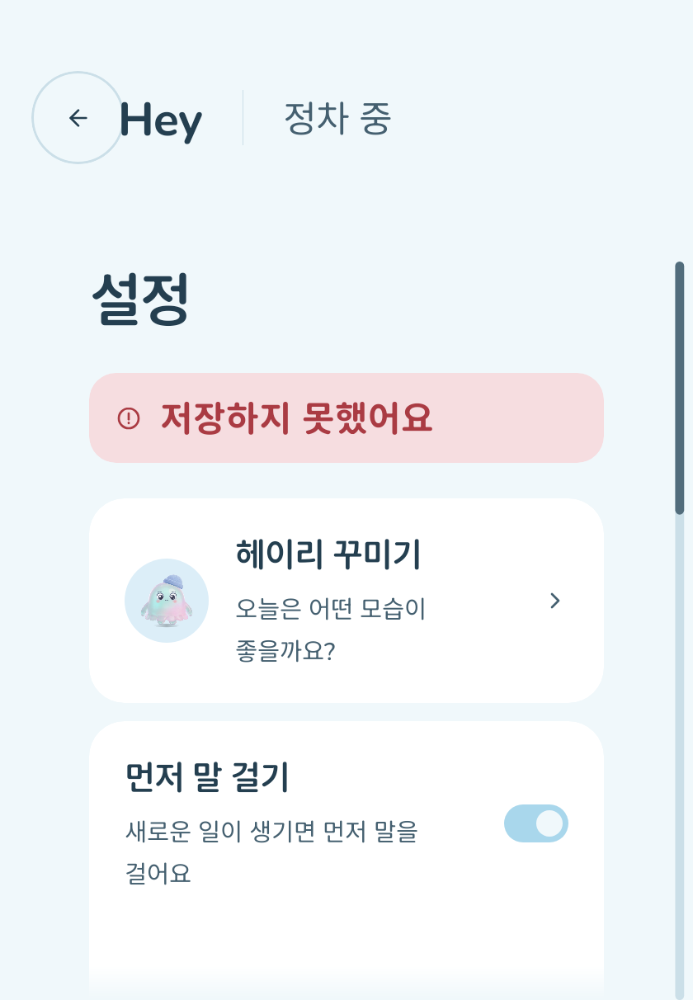 Hey 정차 중
설정
저장하지 못했어요
헤이리 꾸미기
오늘은 어떤 모습이
좋을까요?
먼저 말 걸기
새로운 일이 생기면 먼저 말을
걸어요